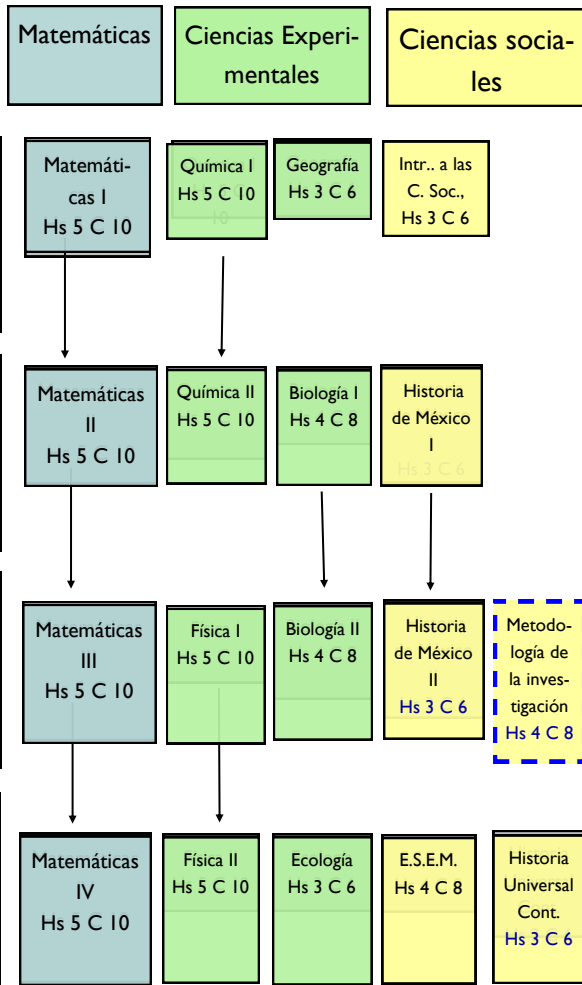 Matemáticas
Ciencias Experi-
mentales
Ciencias socia-
les
Matemáti-
cas I
Hs 5 C 10
Química I
Hs 5 C 10
Geografía
Hs 3 C 6
Intr.. a las
C. Soc.,
Hs 3 C 6
Matemáticas
II
Hs 5 C 10
Química II
Hs 5 C 10
Biología I
Hs 4 C 8
Historia
de México
I
Hs 3 C 6
Matemáticas
III
Hs 5 C 10
Física I
Hs 5 C 10
Biología II
Hs 4 C 8
Historia
de México
II
Hs 3 C 6
Metodo-
logía de
la inves-
tigación
Hs 4 C 8
Matemáticas
IV
Hs 5 C 10
Física II
Hs 5 C 10
Ecología
Hs 3 C 6
E.S.E.M.
Hs 4 C 8
Historia
Universal
Cont.
Hs 3 C 6